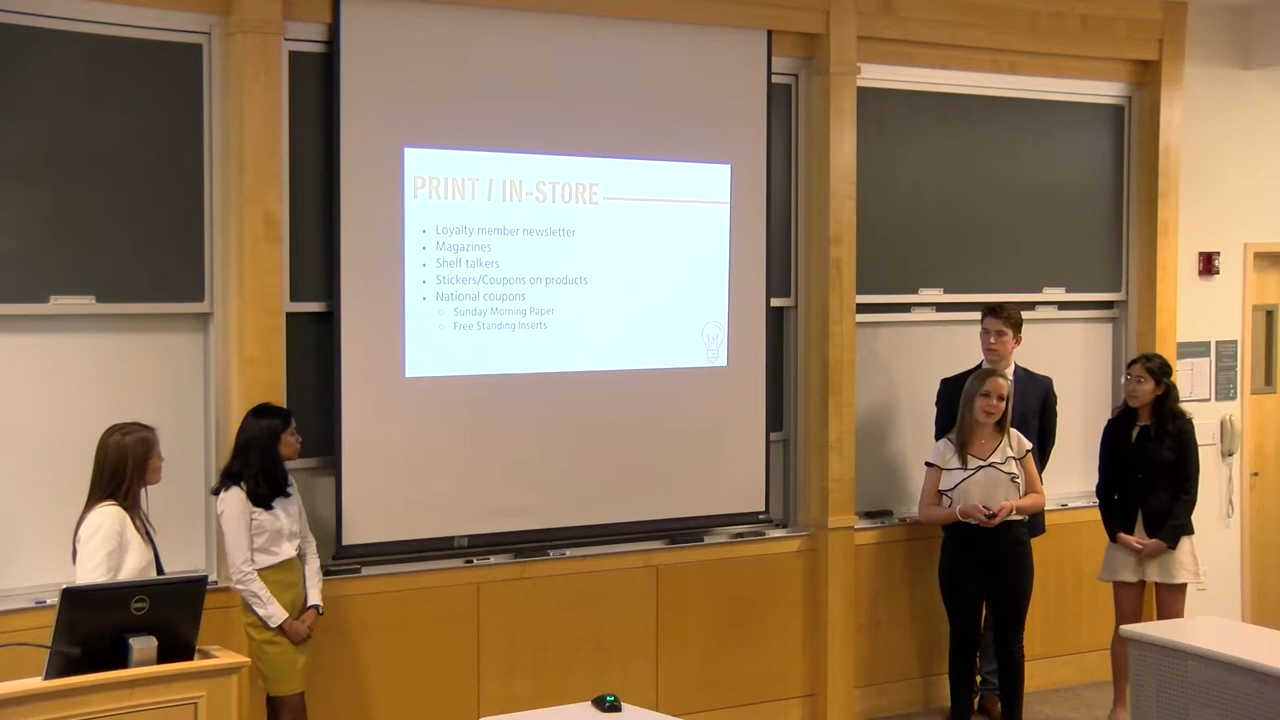 PRINT / IN-STORE
• Loyalty member newsletter
• Magazines
• Shelf talkers
• Stickers/Coupons on products
• National coupons
○ Sunday Morning Paper
○ Free Standing Inserts
DELL